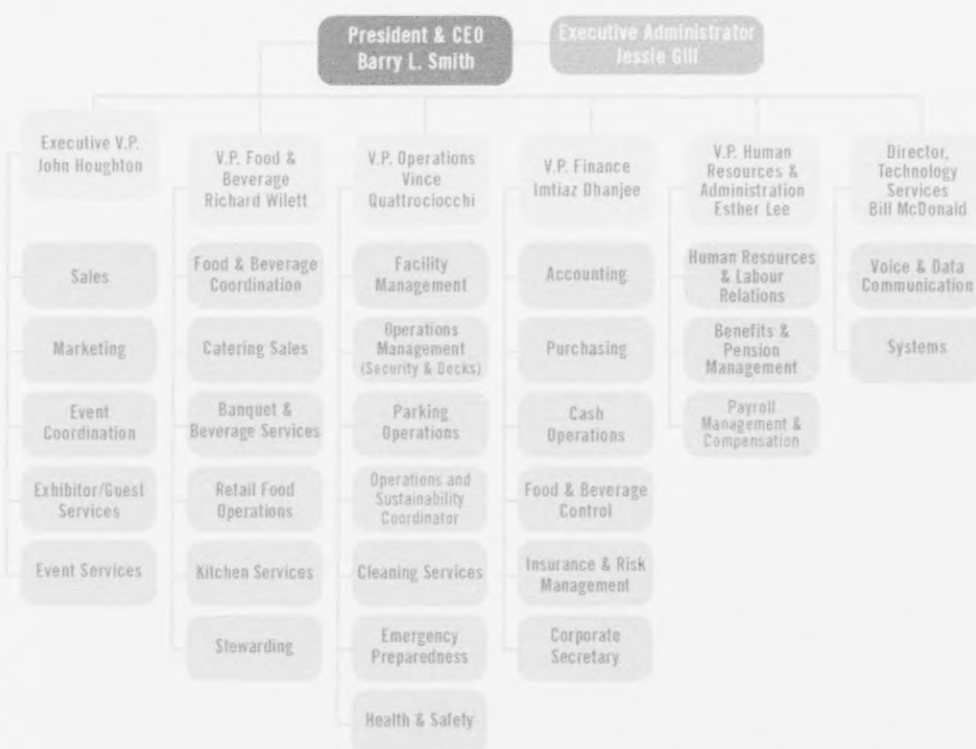 President & CEO
Barry L. Smith
Executive Administrator
Jessie Gill
Executive V.P.
John Houghton
Sales
Marketing
Event
Coordination
Exhibitor/Guest
Services
Event Services
V.P. Food &
Beverage
Richard Wilett
Food & Beverage
Coordination
Catering Sales
Banquet &
Beverage Services
Retail Food
Operations
Kitchen Services
Stewarding
V.P. Operations
Vince
Quattrociocchi
Facility
Management
Operations
Management
(Security & Docks)
Parking
Operations
Operations and
Sustainability
Coordinator
Cleaning Services
Emergency
Preparedness
Health & Safety
V.P. Finance
Imtiaz Dhanjee
Accounting
Purchasing
Cash
Operations
Food & Beverage
Control
Insurance & Risk
Management
Corporate
Secretary
V.P. Human
Resources &
Administration
Esther Lee
Human Resources
& Labour
Relations
Benefits &
Pension
Management
Payroll
Management &
Compensation
Director,
Technology
Services
Bill McDonald
Voice & Data
Communication
Systems